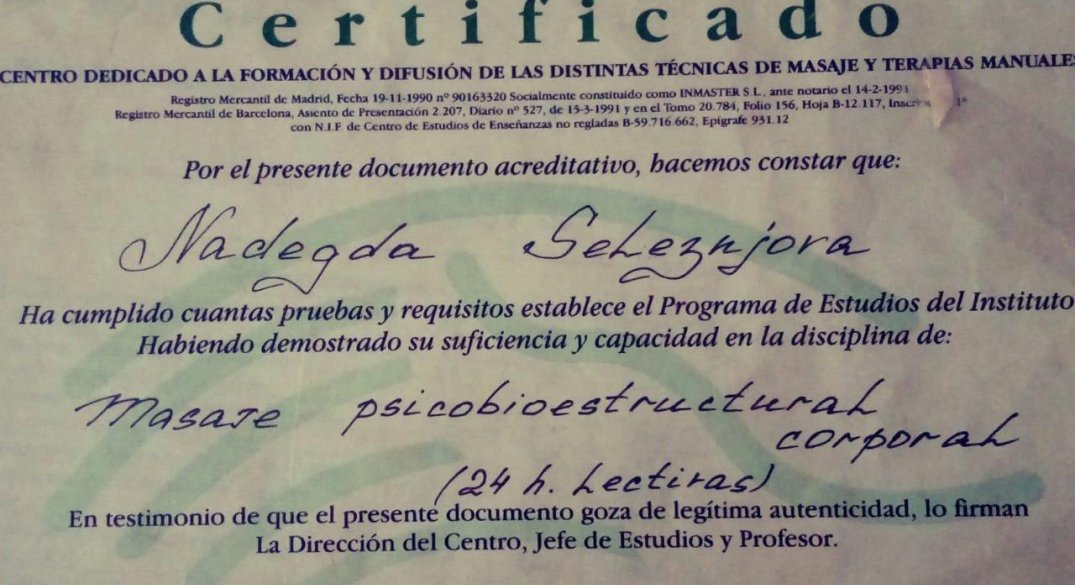 Certificado
CENTRO DEDICADO A LA FORMACIÓN Y DIFUSIÓN DE LAS DISTINTAS TÉCNICAS DE MASAJE Y TERAPIAS MANUALES
Registro Mercantil de Madrid, Fecha 19-11-1990 nº 90163320 Socialmente constituido como INMASTER S.L., ante notario el 14-2-1991
Registro Mercantil de Barcelona, Asiento de Presentación 2.207, Diario nº 527, de 15-3-1991 y en el Tomo 20.784, Folio 156, Hoja B-12.117, 1ª
con N.I.F. de Centro de Estudios de Enseñanzas no regladas B-59.716.662, Epígrafe 931.12
Por el presente documento acreditativo, hacemos constar que:
Nadegda Seleznjova
Ha cumplido cuantas pruebas y requisitos establece el Programa de Estudios del Instituto
Habiendo demostrado su suficiencia y capacidad en la disciplina de:
Masaje psicobioestructural
corporal
(24 h. Lectivas)
En testimonio de que el presente documento goza de legítima autenticidad, lo firman
La Dirección del Centro, Jefe de Estudios y Profesor.